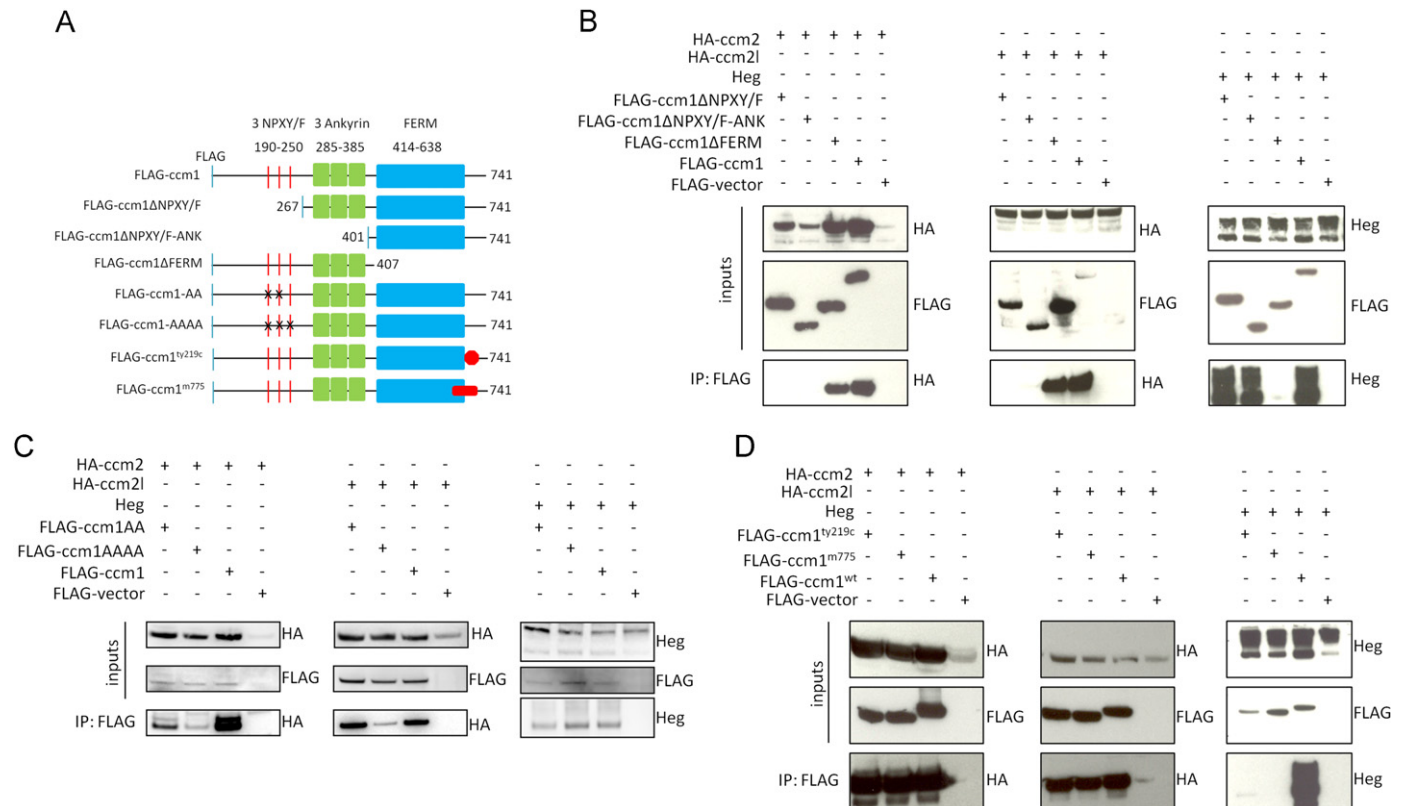 A
3 NPXY/F 3 Ankyrin FERM
190-250 285-385 414-638
FLAG
FLAG-ccm1 741
FLAG-ccm1ΔNPXY/F 267 741
FLAG-ccm1ΔNPXY/F-ANK 401 741
FLAG-ccm1ΔFERM 407
FLAG-ccm1-AA x x 741
FLAG-ccm1-AAAA x x x 741
FLAG-ccm1ty219c 741
FLAG-ccm1m775 741
B
HA-ccm2 + + + + + - - - - - - - - - -
HA-ccm2l - - - - - + + + + + - - - - -
Heg - - - - - - - - - - + + + + +
FLAG-ccm1ΔNPXY/F + - - - - + - - - - + - - - -
FLAG-ccm1ΔNPXY/F-ANK - + - - - - + - - - - + - - -
FLAG-ccm1ΔFERM - - + - - - - + - - - - + - -
FLAG-ccm1 - - - + - - - - + - - - - + -
FLAG-vector - - - - + - - - - + - - - - +
inputs
HA HA Heg
FLAG FLAG FLAG
IP: FLAG HA HA Heg
C
HA-ccm2 + + + + - - - - - - - -
HA-ccm2l - - - - + + + + - - - -
Heg - - - - - - - - + + + +
FLAG-ccm1AA + - - - + - - - + - - -
FLAG-ccm1AAAA - + - - - + - - - + - -
FLAG-ccm1 - - + - - - + - - - + -
FLAG-vector - - - + - - - + - - - +
inputs
HA HA Heg
FLAG FLAG FLAG
IP: FLAG HA HA Heg
D
HA-ccm2 + + + + - - - - - - - -
HA-ccm2l - - - - + + + + - - - -
Heg - - - - - - - - + + + +
FLAG-ccm1ty219c + - - - + - - - + - - -
FLAG-ccm1m775 - + - - - + - - - + - -
FLAG-ccm1wt - - + - - - + - - - + -
FLAG-vector - - - + - - - + - - - +
inputs
HA HA Heg
FLAG FLAG FLAG
IP: FLAG HA HA Heg